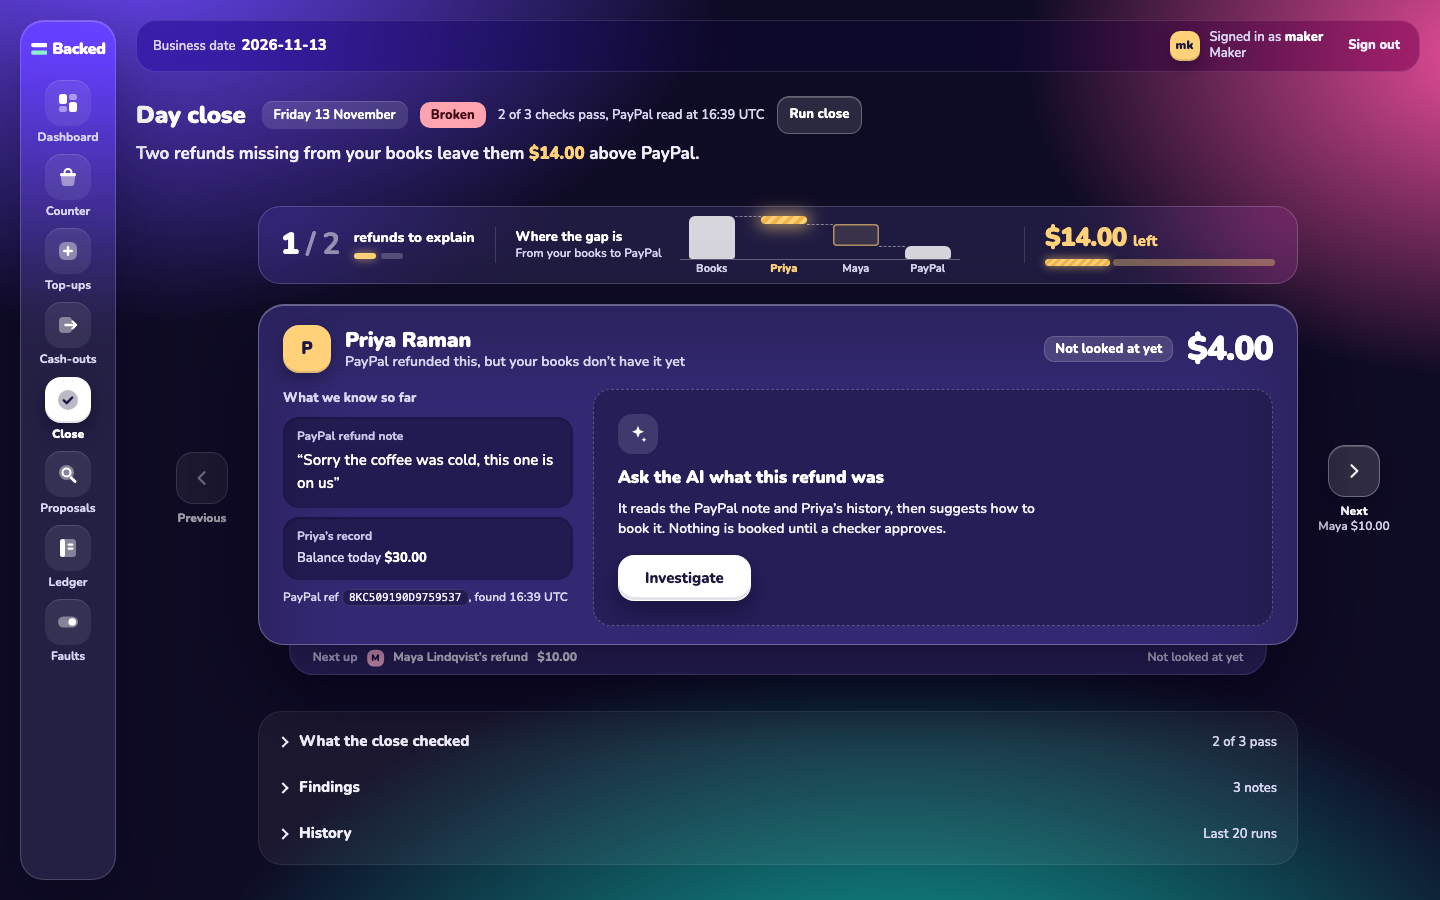 Backed
Business date 2026-11-13
mk
Signed in as maker
Maker
Sign out
Dashboard
Counter
Top-ups
Cash-outs
Close
Proposals
Ledger
Faults
Day close
Friday 13 November
Broken
2 of 3 checks pass, PayPal read at 16:39 UTC
Run close
Two refunds missing from your books leave them $14.00 above PayPal.
1 / 2
refunds to explain
Where the gap is
From your books to PayPal
Books
Priya
Maya
PayPal
$14.00 left
P
Priya Raman
PayPal refunded this, but your books don't have it yet
Not looked at yet
$4.00
What we know so far
PayPal refund note
“Sorry the coffee was cold, this one is
on us”
Priya's record
Balance today $30.00
PayPal ref 8KC509190D9759537 , found 16:39 UTC
Ask the AI what this refund was
It reads the PayPal note and Priya's history, then suggests how to
book it. Nothing is booked until a checker approves.
Investigate
Previous
Next
Maya $10.00
Next up
M
Maya Lindqvist's refund $10.00
Not looked at yet
What the close checked
2 of 3 pass
Findings
3 notes
History
Last 20 runs